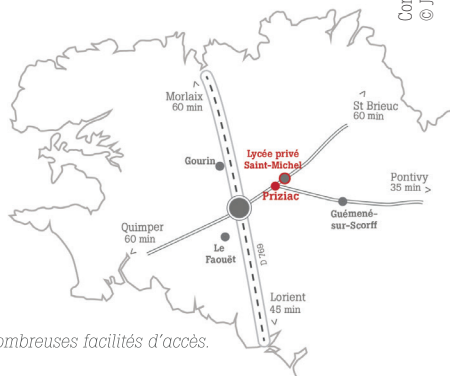 Cor
© J
Morlaix
60 min
St Brieuc
60 min
Gourin
Lycée privé
Saint-Michel
Priziac
Pontivy
35 min >
Guémené-
sur-Scorff
Quimper
60 min
Le
Faouët
D 769
Lorient
45 min
ombreuses facilités d'accès.